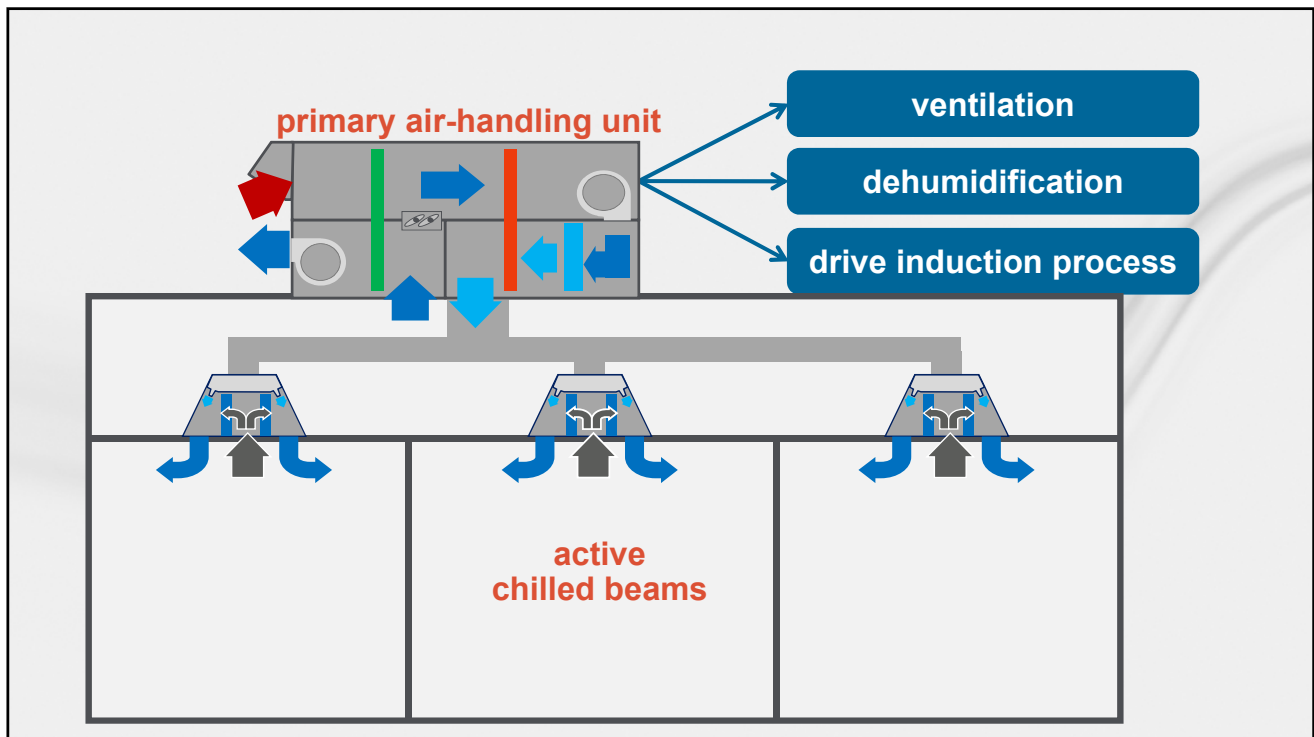 primary air-handling unit
ventilation
dehumidification
drive induction process
active
chilled beams